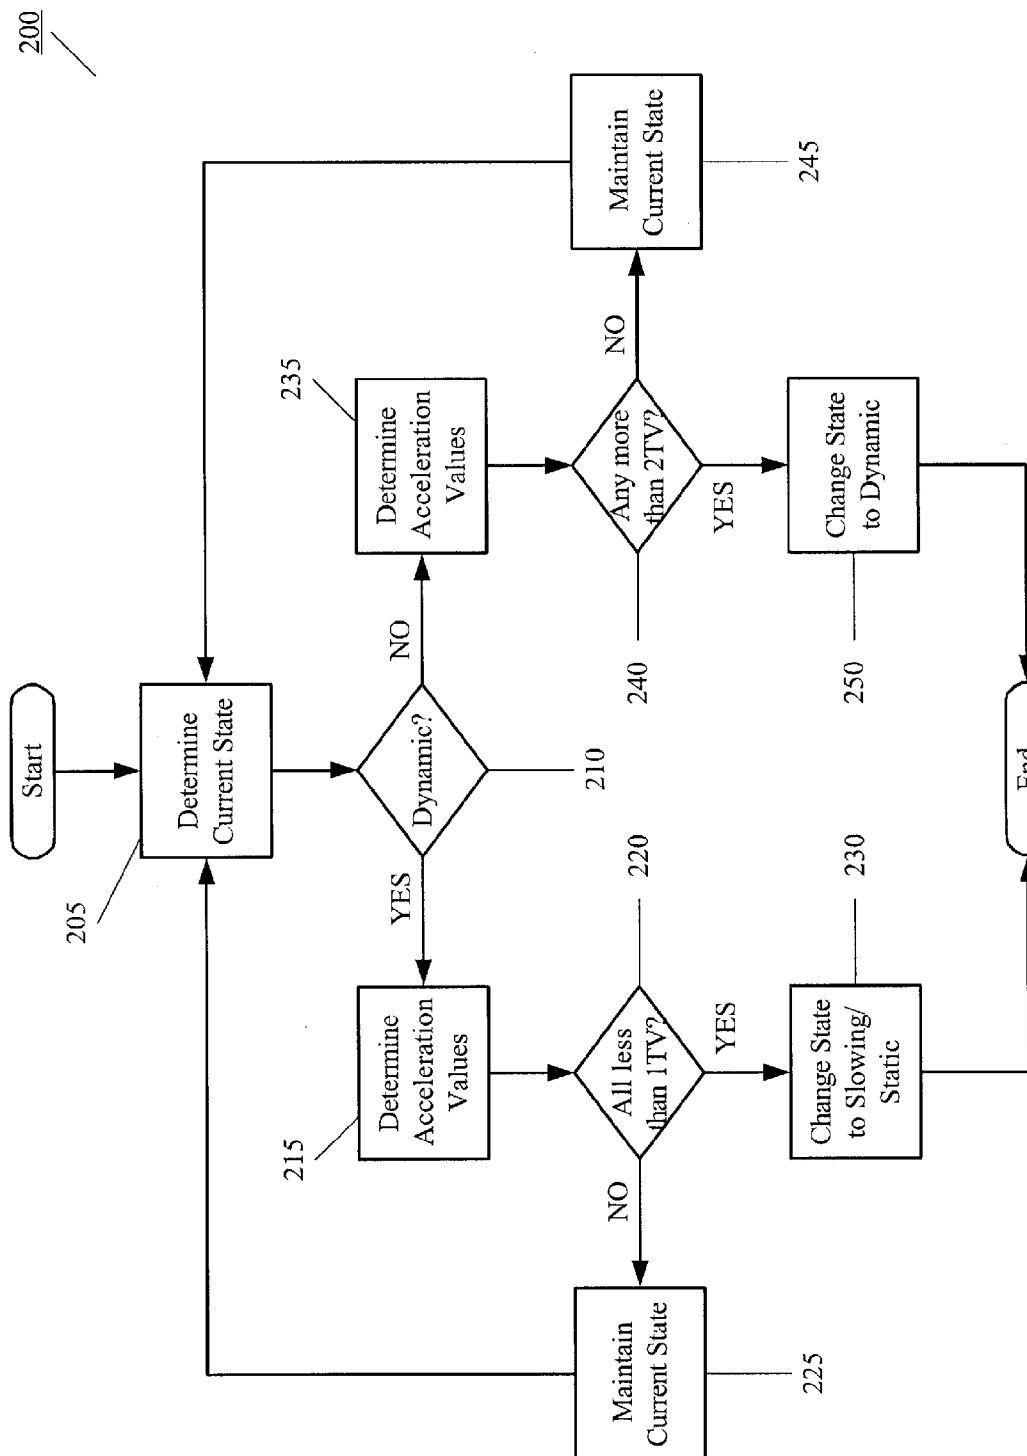 200
Start
205
Determine
Current State
Dynamic?
210
YES
NO
215
Determine
Acceleration
Values
235
Determine
Acceleration
Values
All less
than 1TV?
220
NO
YES
Any more
than 2TV?
240
NO
YES
Maintain
Current State
225
Change State
to Slowing/
Static
230
Change State
to Dynamic
250
Maintain
Current State
245
End